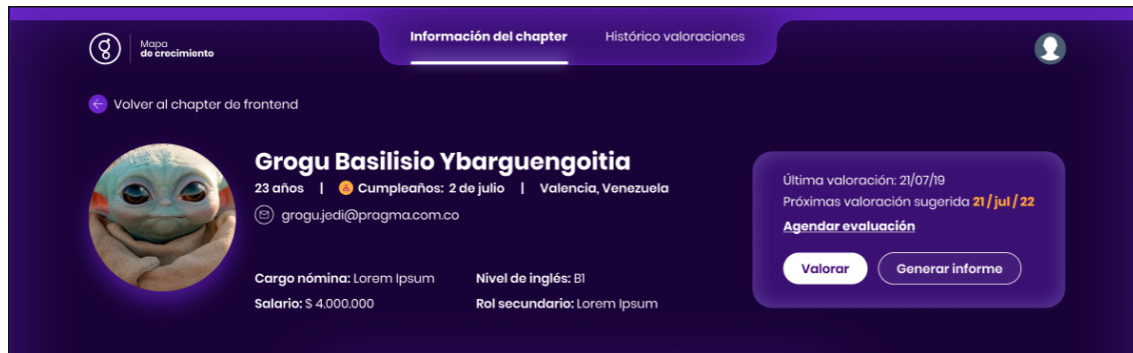 Mapa
de crecimiento
Información del chapter
Histórico valoraciones
Volver al chapter de frontend
Grogu Basilisio Ybarguengoitia
23 años | Cumpleaños: 2 de julio | Valencia, Venezuela
grogu.jedi@pragma.com.co
Cargo nómina: Lorem Ipsum
Nivel de inglés: B1
Salario: $ 4.000.000
Rol secundario: Lorem Ipsum
Última valoración: 21/07/19
Próximas valoración sugerida 21 / jul / 22
Agendar evaluación
Valorar
Generar informe